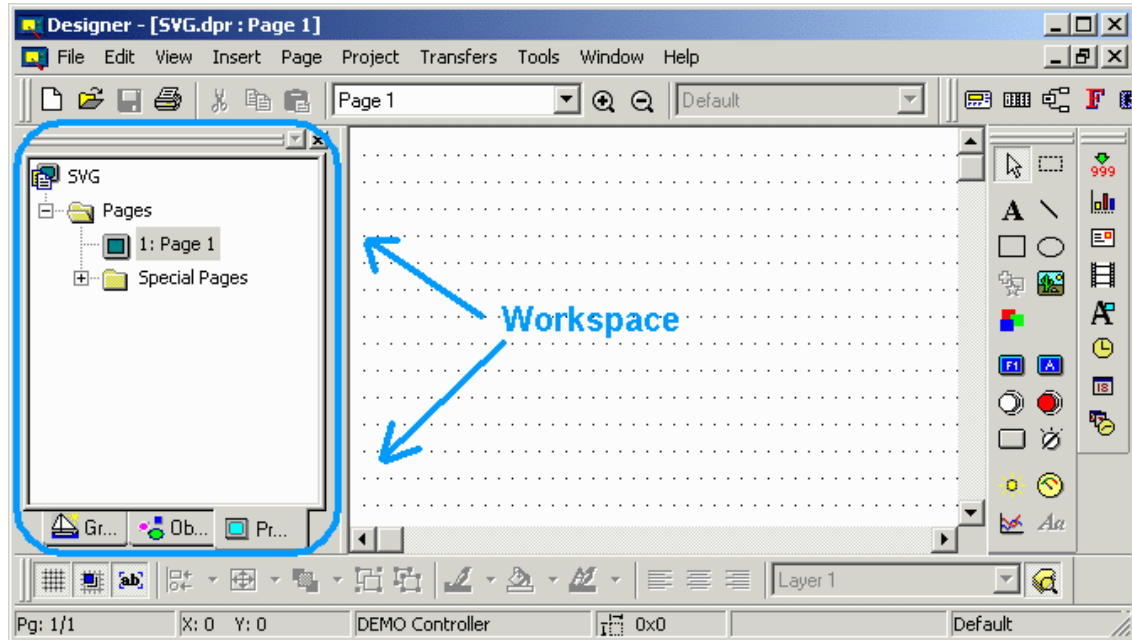 Designer - [SVG.dpr : Page 1]
File Edit View Insert Page Project Transfers Tools Window Help
Page 1 Default
F
SVG
Pages
1: Page 1
Special Pages
Workspace
999
A
F1 A
18
Aa
Gr... Ob... Pr...
ab
Layer 1
Pg: 1/1 X: 0 Y: 0 DEMO Controller 0x0 Default